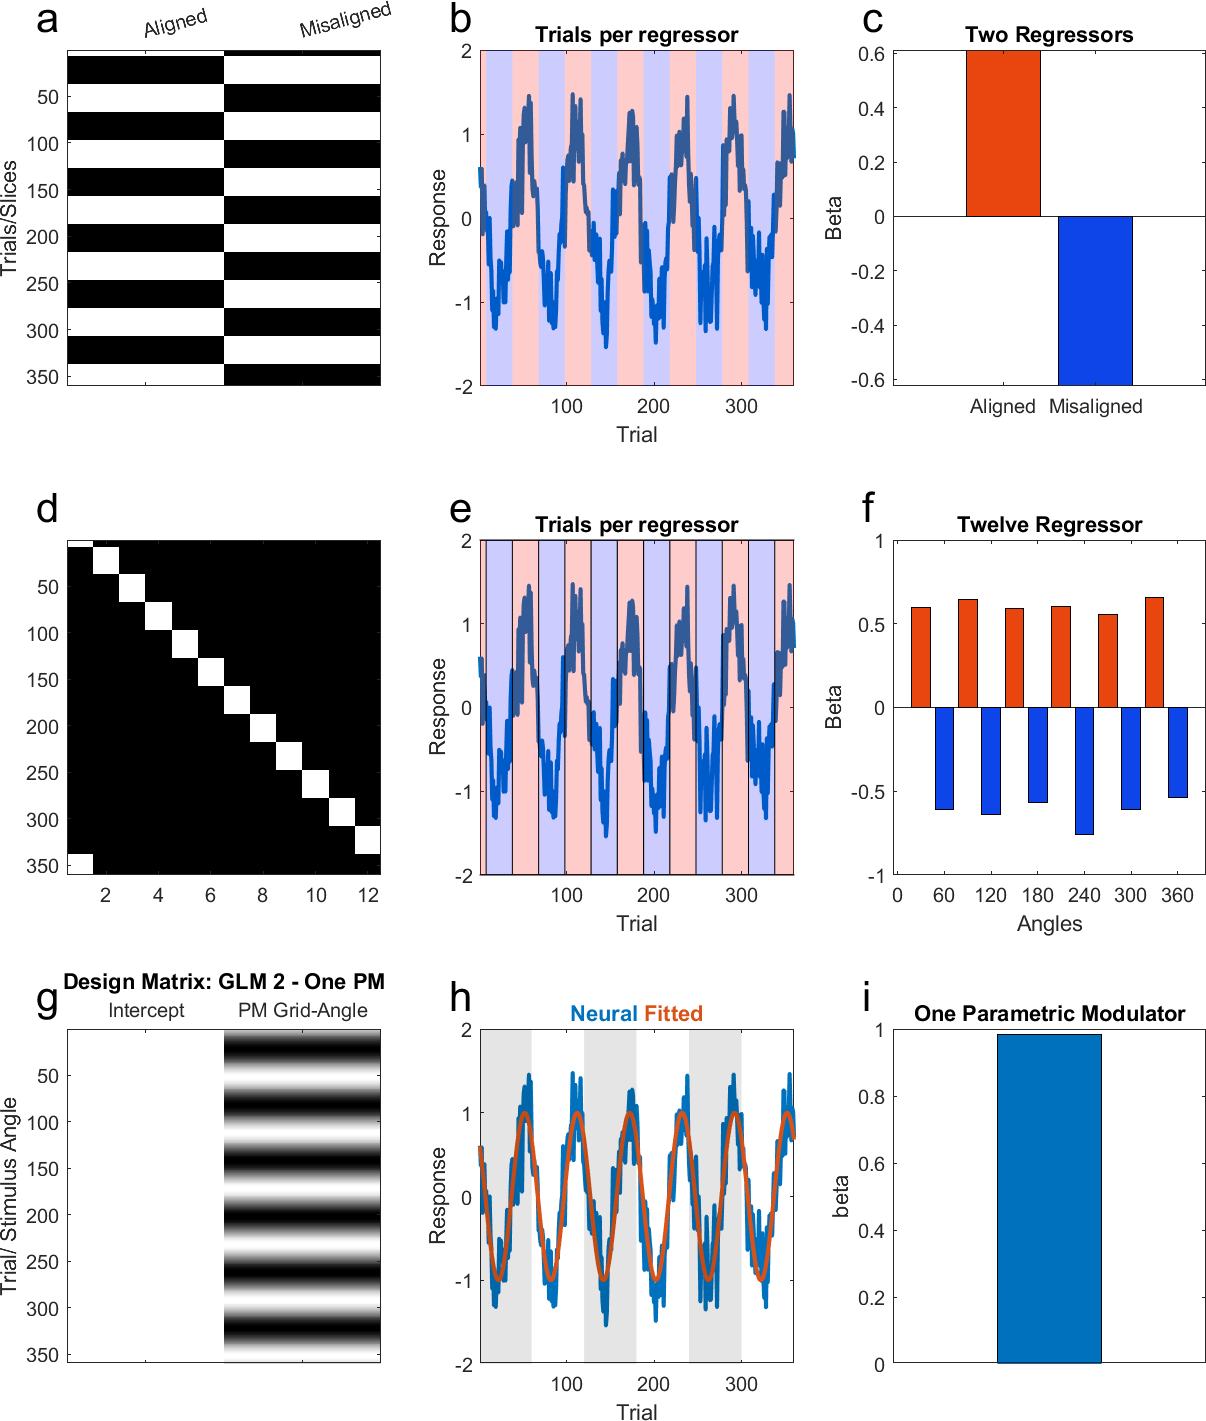 a
Aligned
Misaligned
50
100
150
200
250
300
350
Trials/Slices
b
Trials per regressor
2
1
0
-1
-2
Response
100
200
300
Trial
c
Two Regressors
0.6
0.4
0.2
0
-0.2
-0.4
-0.6
Beta
Aligned Misaligned
d
50
100
150
200
250
300
350
2 4 6 8 10 12
e
Trials per regressor
2
1
0
-1
-2
Response
100 200 300
Trial
f
Twelve Regressor
1
0.5
0
-0.5
-1
Beta
0 60 120 180 240 300 360
Angles
g
Design Matrix: GLM 2 - One PM
Intercept PM Grid-Angle
50
100
150
200
250
300
350
Trial/ Stimulus Angle
h
Neural Fitted
2
1
0
-1
-2
Response
100 200 300
Trial
i
One Parametric Modulator
1
0.8
0.6
0.4
0.2
0
beta